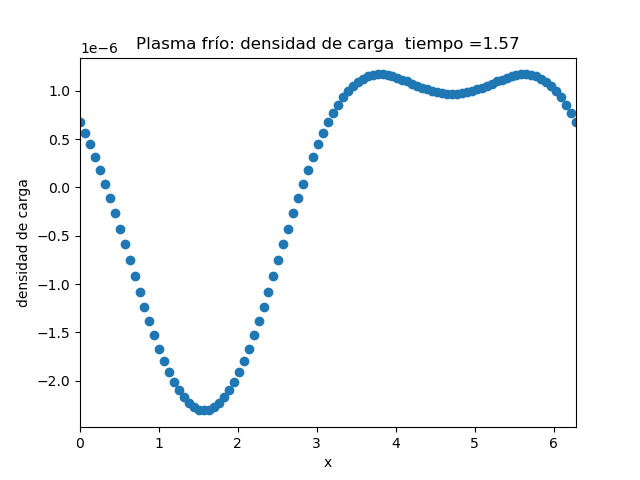 Plasma frío: densidad de carga  tiempo =1.57
1e−6
1.0
0.5
0.0
−0.5
−1.0
−1.5
−2.0
densidad de carga
0 1 2 3 4 5 6
x